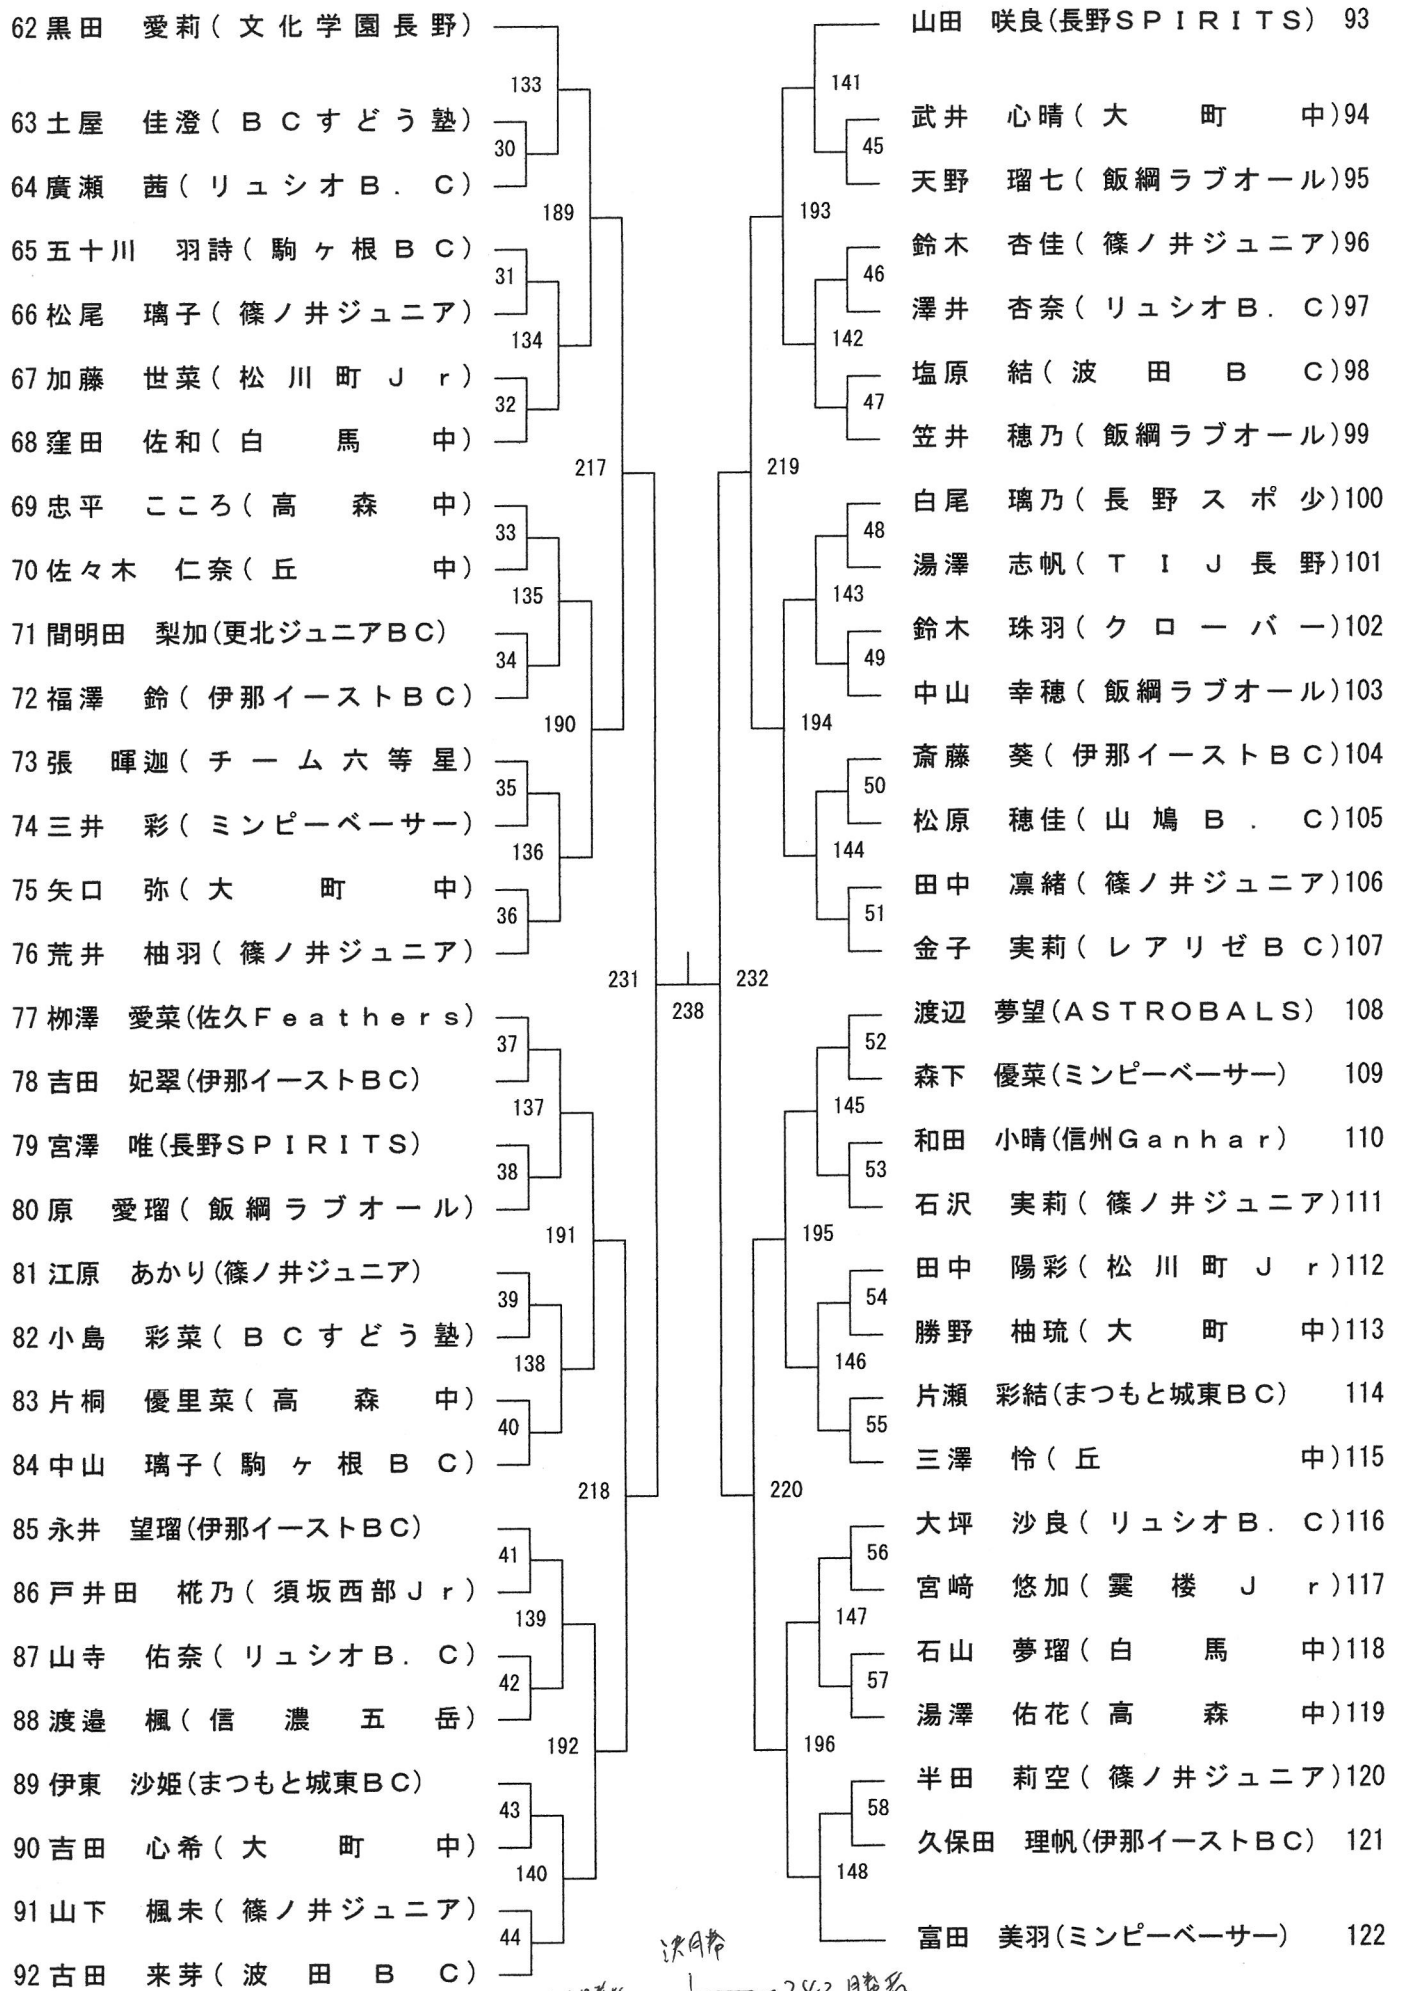 62 黒田 愛莉(文化学園長野)
63 土屋 佳澄(BCすどう塾)
64 廣瀬 茜(リュシオB.C)
65 五十川 羽詩(駒ヶ根BC)
66 松尾 璃子(篠ノ井ジュニア)
67 加藤 世菜(松川町Jr)
68 窪田 佐和(白馬中)
69 忠平 こころ(高森中)
70 佐々木 仁奈(丘中)
71 間明田 梨加(更北ジュニアBC)
72 福澤 鈴(伊那イーストBC)
73 張 暉迦(チーム六等星)
74 三井 彩(ミンピーベーサー)
75 矢口 弥(大町中)
76 荒井 柚羽(篠ノ井ジュニア)
77 栁澤 愛菜(佐久Feathers)
78 吉田 妃翠(伊那イーストBC)
79 宮澤 唯(長野SPIRITS)
80 原 愛瑠(飯綱ラブオール)
81 江原 あかり(篠ノ井ジュニア)
82 小島 彩菜(BCすどう塾)
83 片桐 優里菜(高森中)
84 中山 璃子(駒ヶ根BC)
85 永井 望瑠(伊那イーストBC)
86 戸井田 椛乃(須坂西部Jr)
87 山寺 佑奈(リュシオB.C)
88 渡邉 楓(信濃五岳)
89 伊東 沙姫(まつもと城東BC)
90 吉田 心希(大町中)
91 山下 楓未(篠ノ井ジュニア)
92 古田 来芽(波田BC)
133
30
189
31
134
32
217
33
135
34
190
35
136
36
231
37
137
38
191
39
138
40
218
41
139
42
192
43
140
44
238
232
141
45
193
46
142
47
219
48
143
49
194
50
144
51
52
145
53
195
54
146
55
220
56
147
57
196
58
148
山田 咲良(長野SPIRITS) 93
武井 心晴(大町中)94
天野 瑠七(飯綱ラブオール)95
鈴木 杏佳(篠ノ井ジュニア)96
澤井 杏奈(リュシオB.C)97
塩原 結(波田BC)98
笠井 穂乃(飯綱ラブオール)99
白尾 璃乃(長野スポ少)100
湯澤 志帆(TIJ長野)101
鈴木 珠羽(クローバー)102
中山 幸穂(飯綱ラブオール)103
斎藤 葵(伊那イーストBC)104
松原 穂佳(山鳩B.C)105
田中 凛緒(篠ノ井ジュニア)106
金子 実莉(レアリゼBC)107
渡辺 夢望(ASTROBALS) 108
森下 優菜(ミンピーベーサー) 109
和田 小晴(信州Ganhar) 110
石沢 実莉(篠ノ井ジュニア)111
田中 陽彩(松川町Jr)112
勝野 柚琉(大町中)113
片瀬 彩結(まつもと城東BC) 114
三澤 怜(丘中)115
大坪 沙良(リュシオB.C)116
宮﨑 悠加(霙楼Jr)117
石山 夢瑠(白馬中)118
湯澤 佑花(高森中)119
半田 莉空(篠ノ井ジュニア)120
久保田 理帆(伊那イーストBC) 121
富田 美羽(ミンピーベーサー) 122